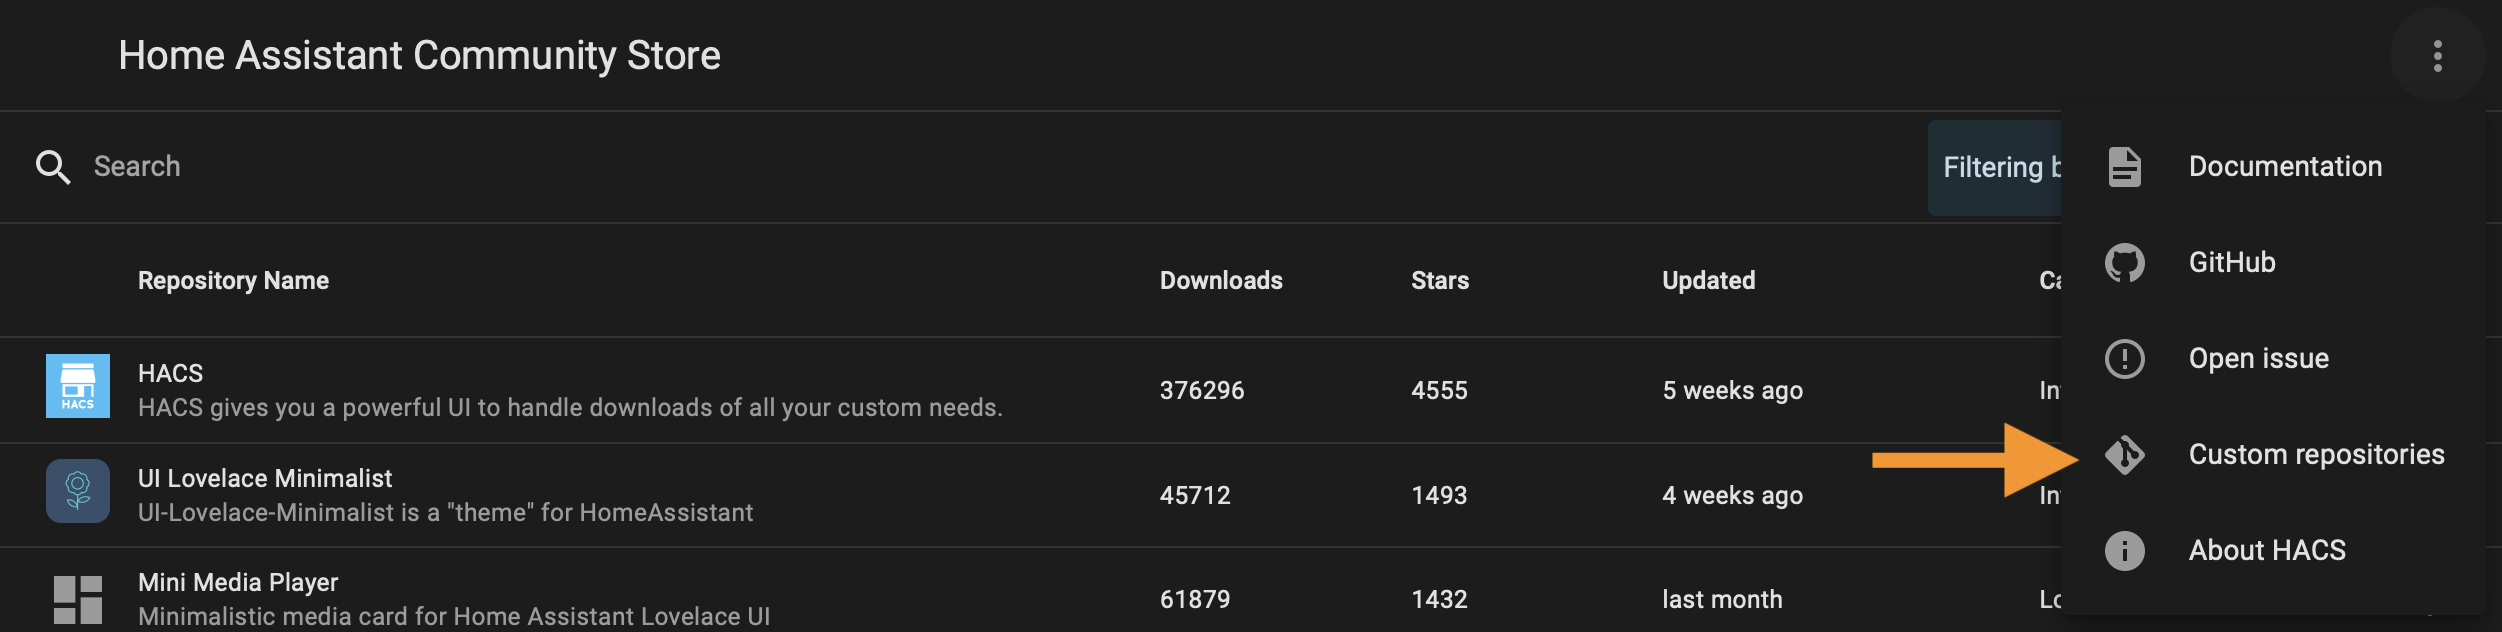 Home Assistant Community Store
Search
Filtering b
Documentation
GitHub
Open issue
Custom repositories
About HACS
Repository Name Downloads Stars Updated Ca
HACS
HACS
HACS gives you a powerful UI to handle downloads of all your custom needs.
376296 4555 5 weeks ago In
UI Lovelace Minimalist
UI-Lovelace-Minimalist is a "theme" for HomeAssistant
45712 1493 4 weeks ago In
Mini Media Player
Minimalistic media card for Home Assistant Lovelace UI
61879 1432 last month Lo